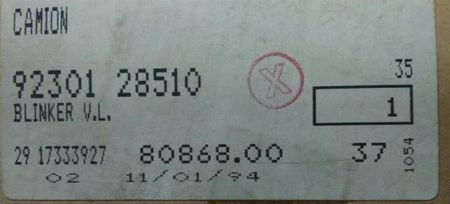 CAMION
92301 28510 X 35
BLINKER V.L. 1
29 17333927 80868.00 37 1054
02 11/01/94